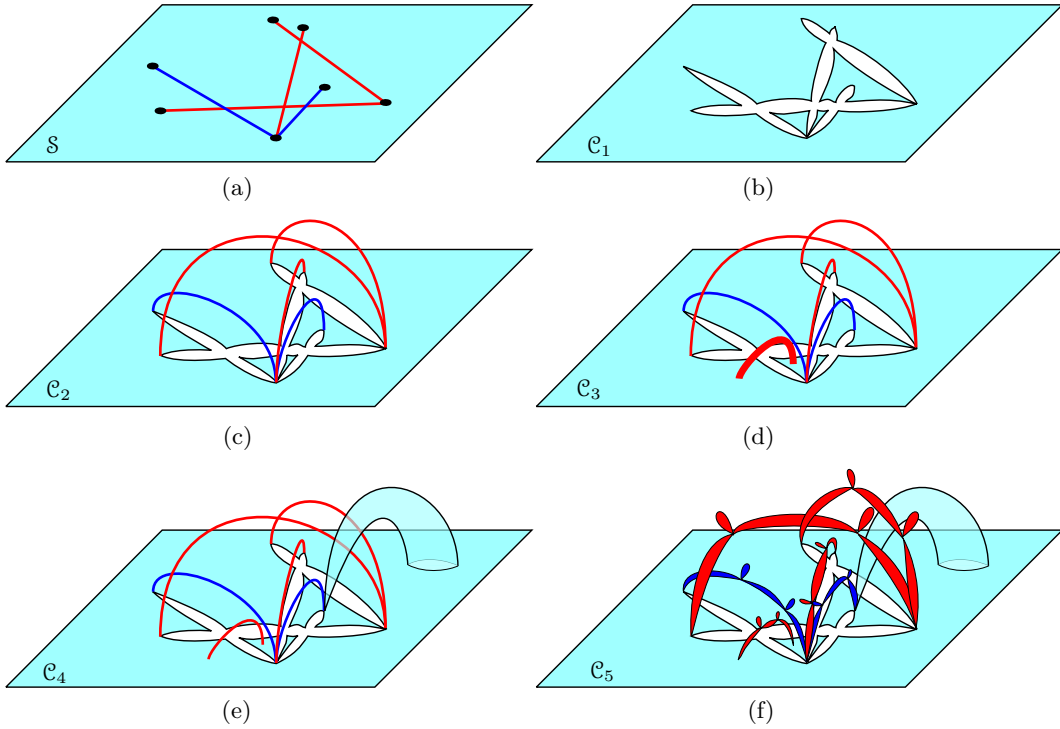 𝒮 𝒞₁
(a) (b)
𝒞₂ 𝒞₃
(c) (d)
𝒞₄ 𝒞₅
(e) (f)